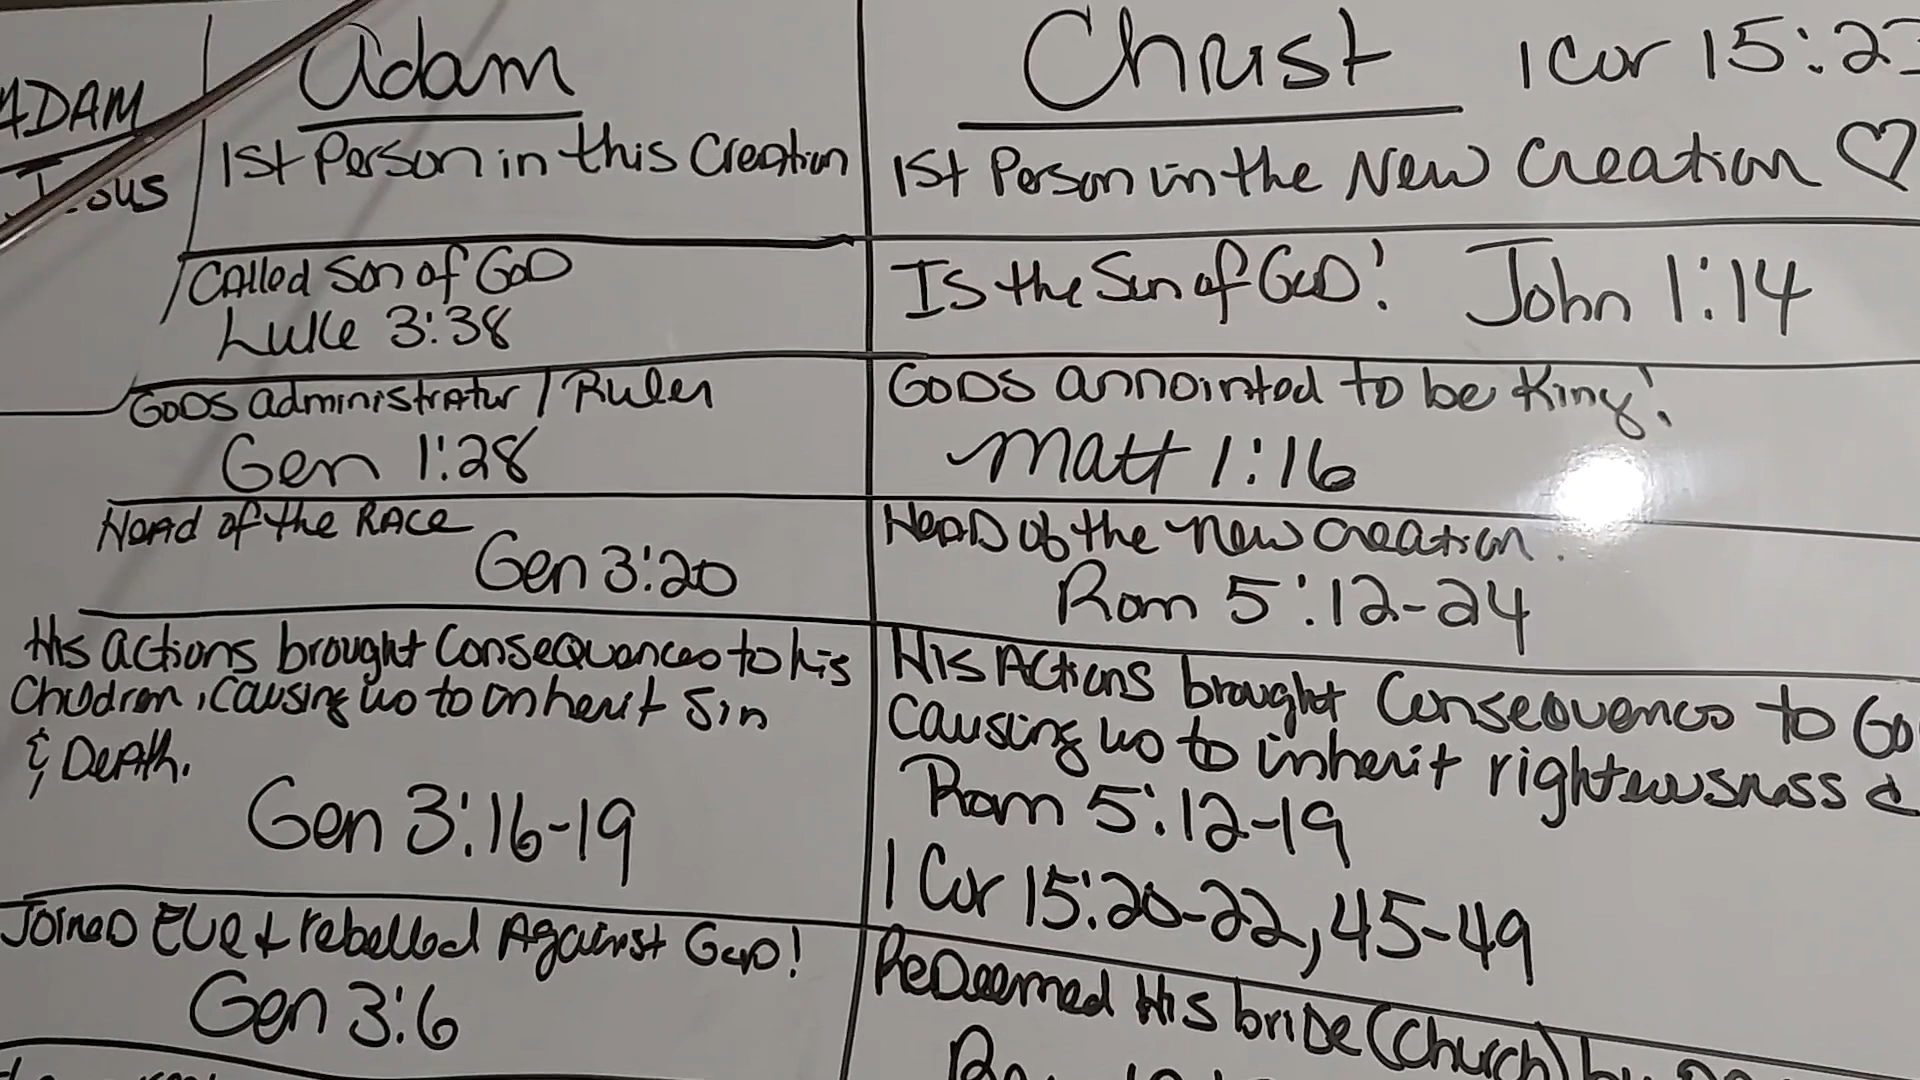 ADAM
Jesus
Adam
1st Person in this Creation
Called Son of GOD
Luke 3:38
GODS administrator / Ruler
Gen 1:28
Head of the RACE
Gen 3:20
His actions brought Consequences to his
Children, causing us to inherit Sin
& Death.
Gen 3:16-19
Joined Eve & rebelled Against God!
Gen 3:6
Christ 1 Cor 15:23
1st Person in the New Creation ♡
Is the Son of GOD! John 1:14
GODS annointed to be King!
Matt 1:16
Head of the new creation.
Rom 5:12-24
His Actions brought Consequences to Go
causing us to inherit righteousness &
Rom 5:12-19
1 Cor 15:20-22, 45-49
Redeemed His bride (Church)